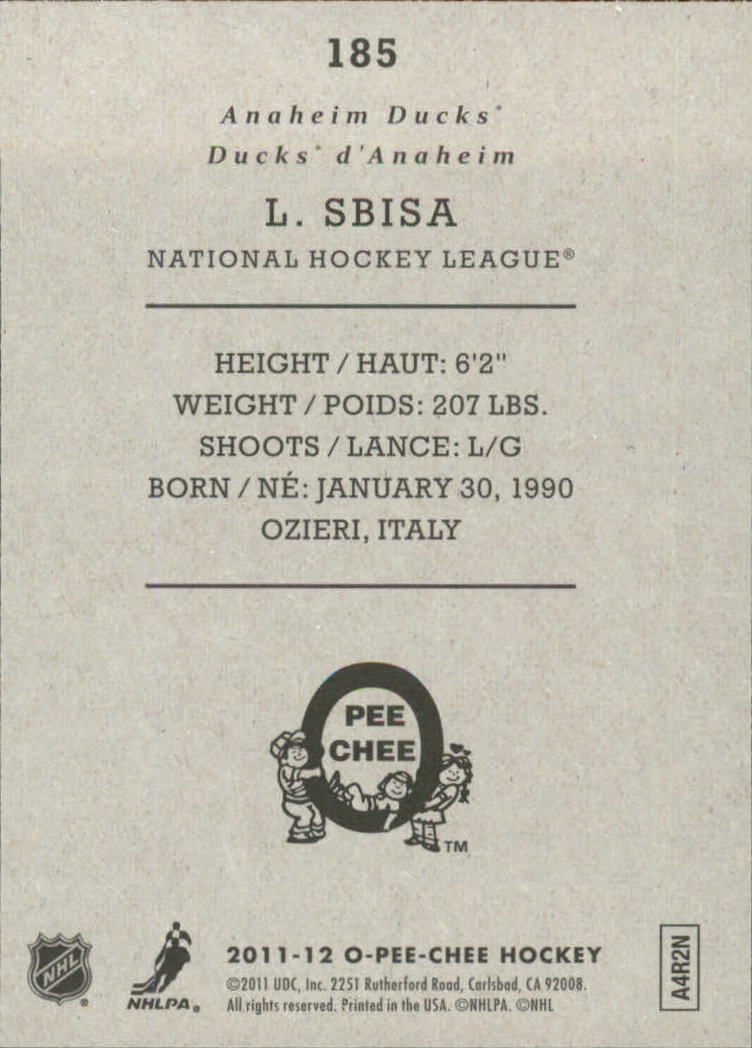 185
Anaheim Ducks*
Ducks* d'Anaheim
L. SBISA
NATIONAL HOCKEY LEAGUE®
HEIGHT / HAUT: 6'2"
WEIGHT / POIDS: 207 LBS.
SHOOTS / LANCE: L/G
BORN / NÉ: JANUARY 30, 1990
OZIERI, ITALY
O
PEE
CHEE
TM
NHL ®
NHLPA ®
2011-12 O-PEE-CHEE HOCKEY
©2011 UDC, Inc. 2251 Rutherford Road, Carlsbad, CA 92008.
All rights reserved. Printed in the USA. ©NHLPA. ©NHL
A4R2N